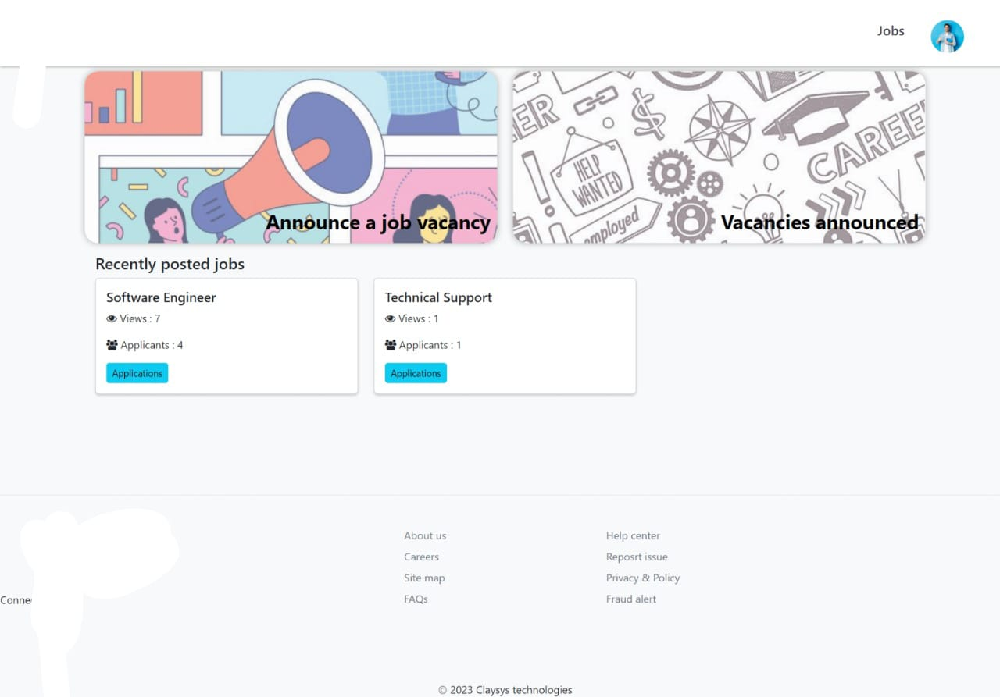 Jobs
CAREER
HELP
WANTED
employed
Announce a job vacancy
Vacancies announced
Recently posted jobs
Software Engineer
Views : 7
Applicants : 4
Applications
Technical Support
Views : 1
Applicants : 1
Applications
About us
Careers
Site map
FAQs
Help center
Reposrt issue
Privacy & Policy
Fraud alert
© 2023 Claysys technologies